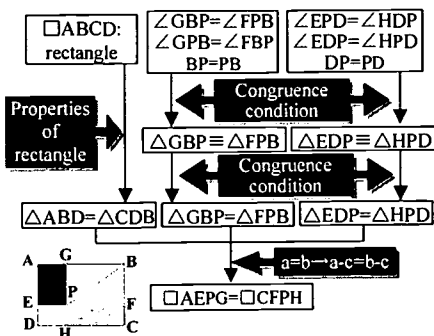 □ABCD:
rectangle
∠GBP=∠FPB
∠GPB=∠FBP
BP=PB
∠EPD=∠HDP
∠EDP=∠HPD
DP=PD
Properties
of
rectangle
Congruence
condition
△GBP≡△FPB
△EDP≡△HPD
Congruence
condition
△ABD=△CDB
△GBP=△FPB
△EDP=△HPD
a=b→a-c=b-c
□AEPG=□CFPH
A
G
B
P
E
F
D
H
C